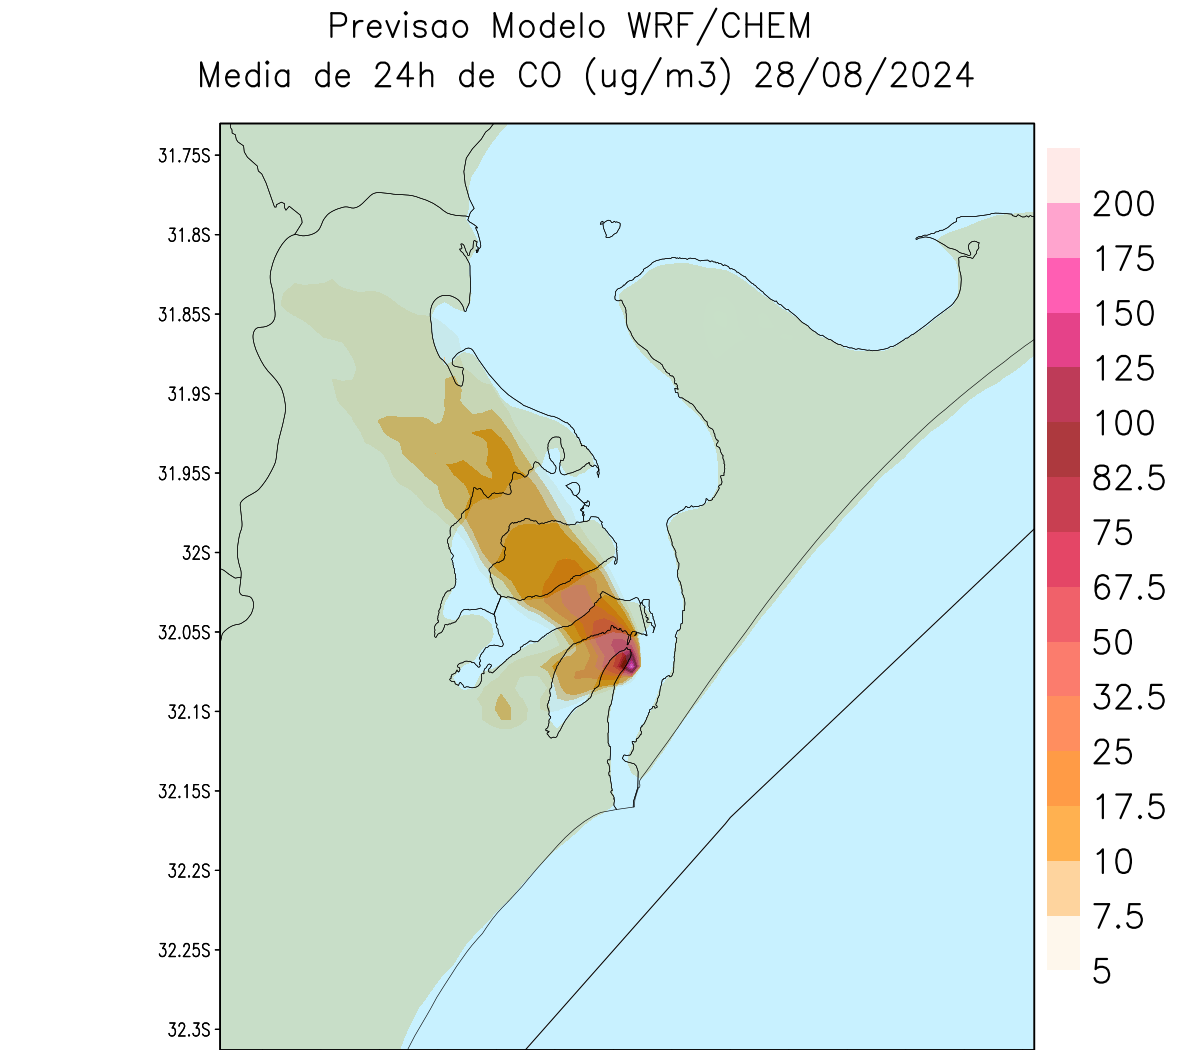 Previsao Modelo WRF/CHEM
Media de 24h de CO (ug/m3) 28/08/2024
31.75S
31.8S
31.85S
31.9S
31.95S
32S
32.05S
32.1S
32.15S
32.2S
32.25S
32.3S
200
175
150
125
100
82.5
75
67.5
50
32.5
25
17.5
10
7.5
5